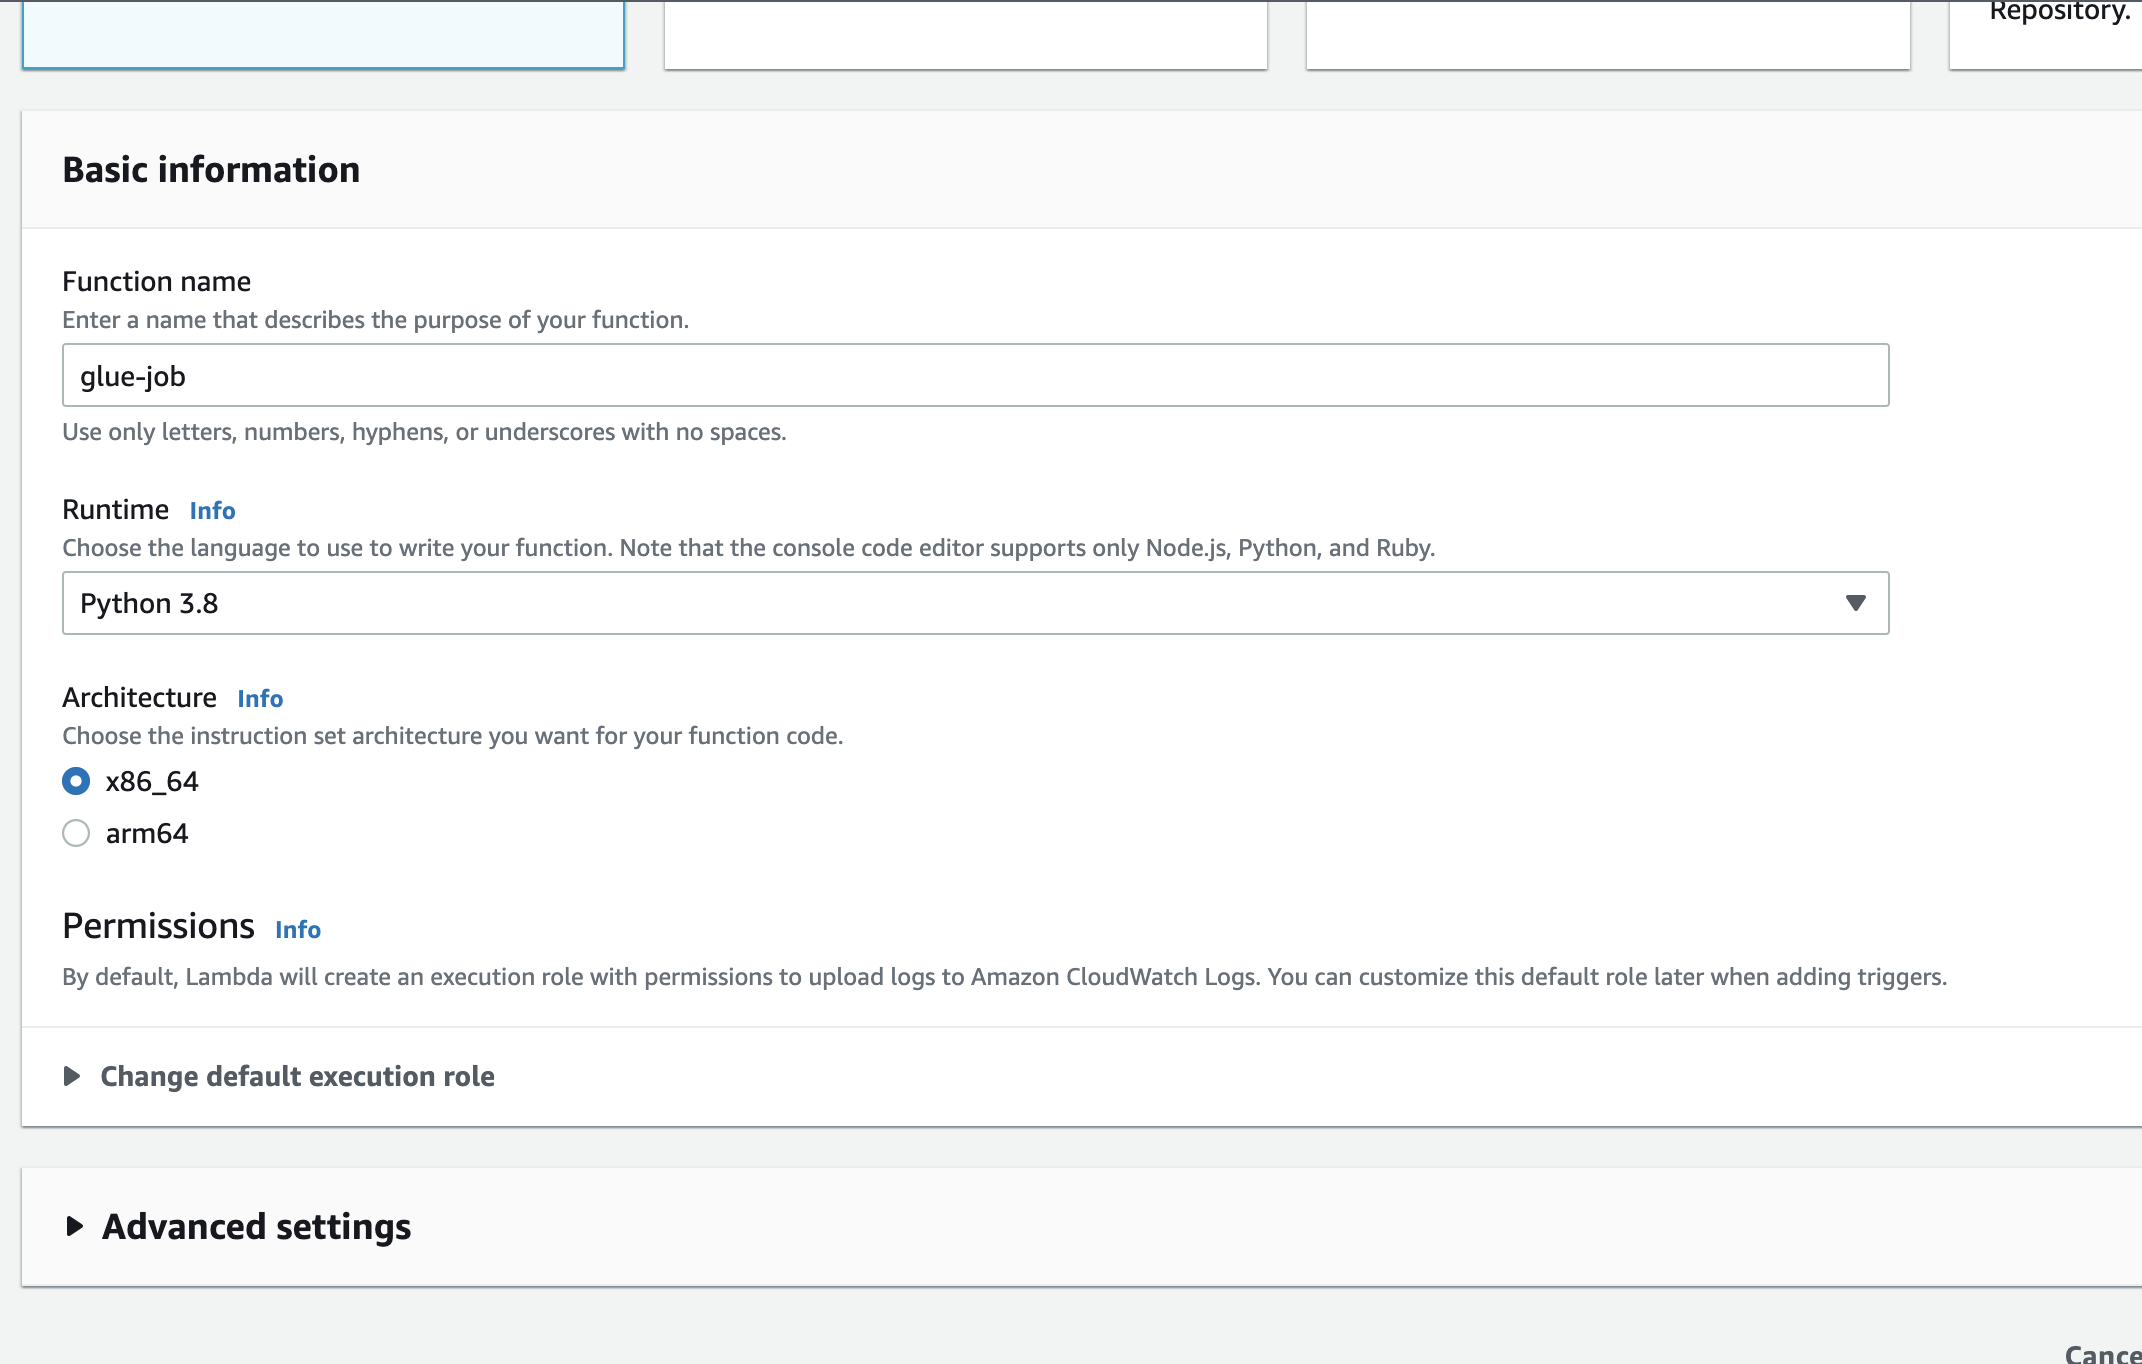 Repository.
Basic information
Function name
Enter a name that describes the purpose of your function.
glue-job
Use only letters, numbers, hyphens, or underscores with no spaces.
Runtime Info
Choose the language to use to write your function. Note that the console code editor supports only Node.js, Python, and Ruby.
Python 3.8
Architecture Info
Choose the instruction set architecture you want for your function code.
x86_64
arm64
Permissions Info
By default, Lambda will create an execution role with permissions to upload logs to Amazon CloudWatch Logs. You can customize this default role later when adding triggers.
Change default execution role
Advanced settings
Cance